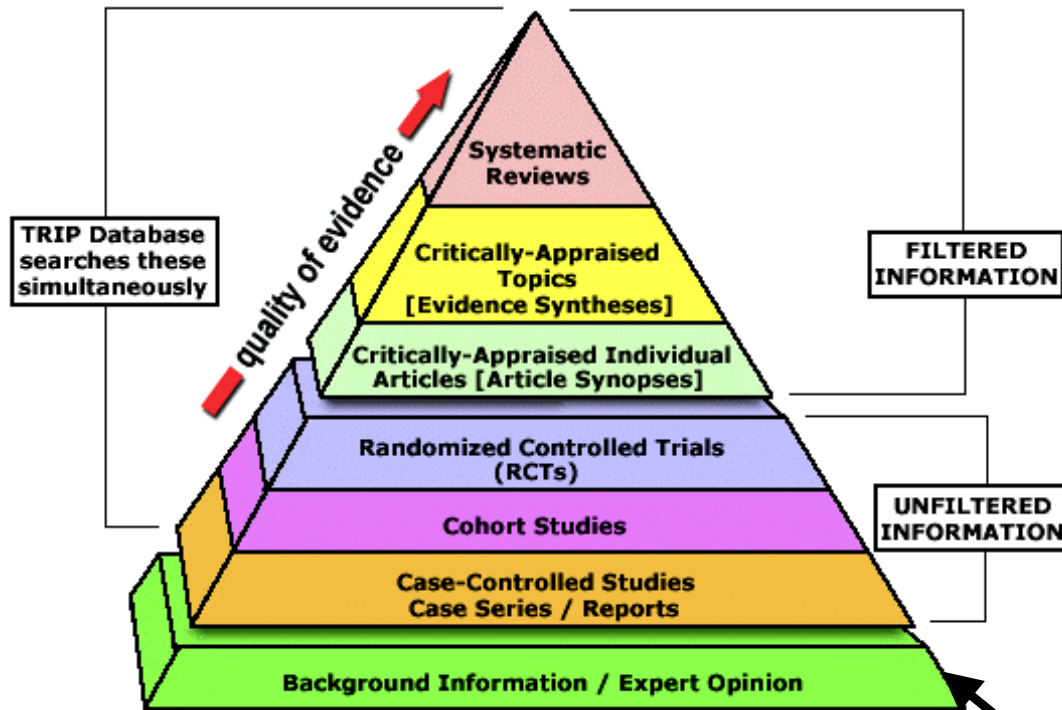 Systematic
Reviews
quality of evidence
TRIP Database
searches these
simultaneously
Critically-Appraised
Topics
[Evidence Syntheses]
FILTERED
INFORMATION
Critically-Appraised Individual
Articles [Article Synopses]
Randomized Controlled Trials
(RCTs)
UNFILTERED
INFORMATION
Cohort Studies
Case-Controlled Studies
Case Series / Reports
Background Information / Expert Opinion